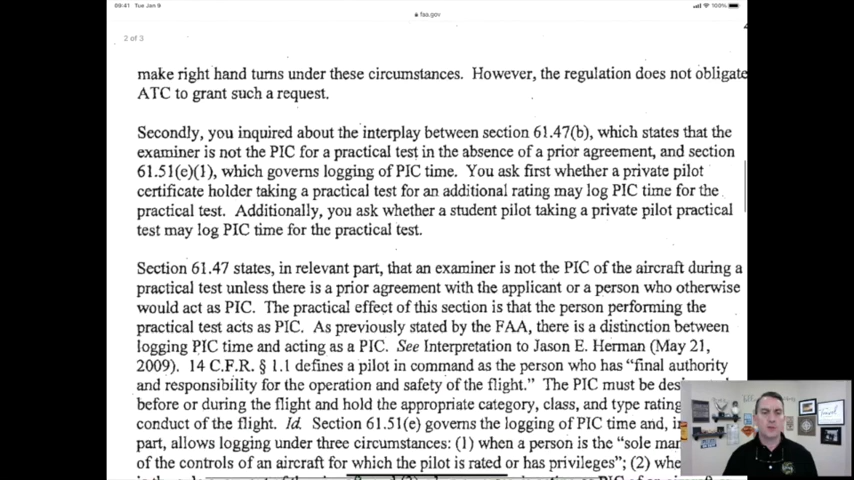 09:41 Tue Jan 9
100%
faa.gov
2 of 3
make right hand turns under these circumstances. However, the regulation does not obligate
ATC to grant such a request.
Secondly, you inquired about the interplay between section 61.47(b), which states that the
examiner is not the PIC for a practical test in the absence of a prior agreement, and section
61.51(e)(1), which governs logging of PIC time. You ask first whether a private pilot
certificate holder taking a practical test for an additional rating may log PIC time for the
practical test. Additionally, you ask whether a student pilot taking a private pilot practical
test may log PIC time for the practical test.
Section 61.47 states, in relevant part, that an examiner is not the PIC of the aircraft during a
practical test unless there is a prior agreement with the applicant or a person who otherwise
would act as PIC. The practical effect of this section is that the person performing the
practical test acts as PIC. As previously stated by the FAA, there is a distinction between
logging PIC time and acting as a PIC. See Interpretation to Jason E. Herman (May 21,
2009). 14 C.F.R. § 1.1 defines a pilot in command as the person who has "final authority
and responsibility for the operation and safety of the flight." The PIC must be
before or during the flight and hold the appropriate category, class, and type rating
conduct of the flight. Id. Section 61.51(e) governs the logging of PIC time and,
part, allows logging under three circumstances: (1) when a person is the "sole
of the controls of an aircraft for which the pilot is rated or has privileges"; (2)